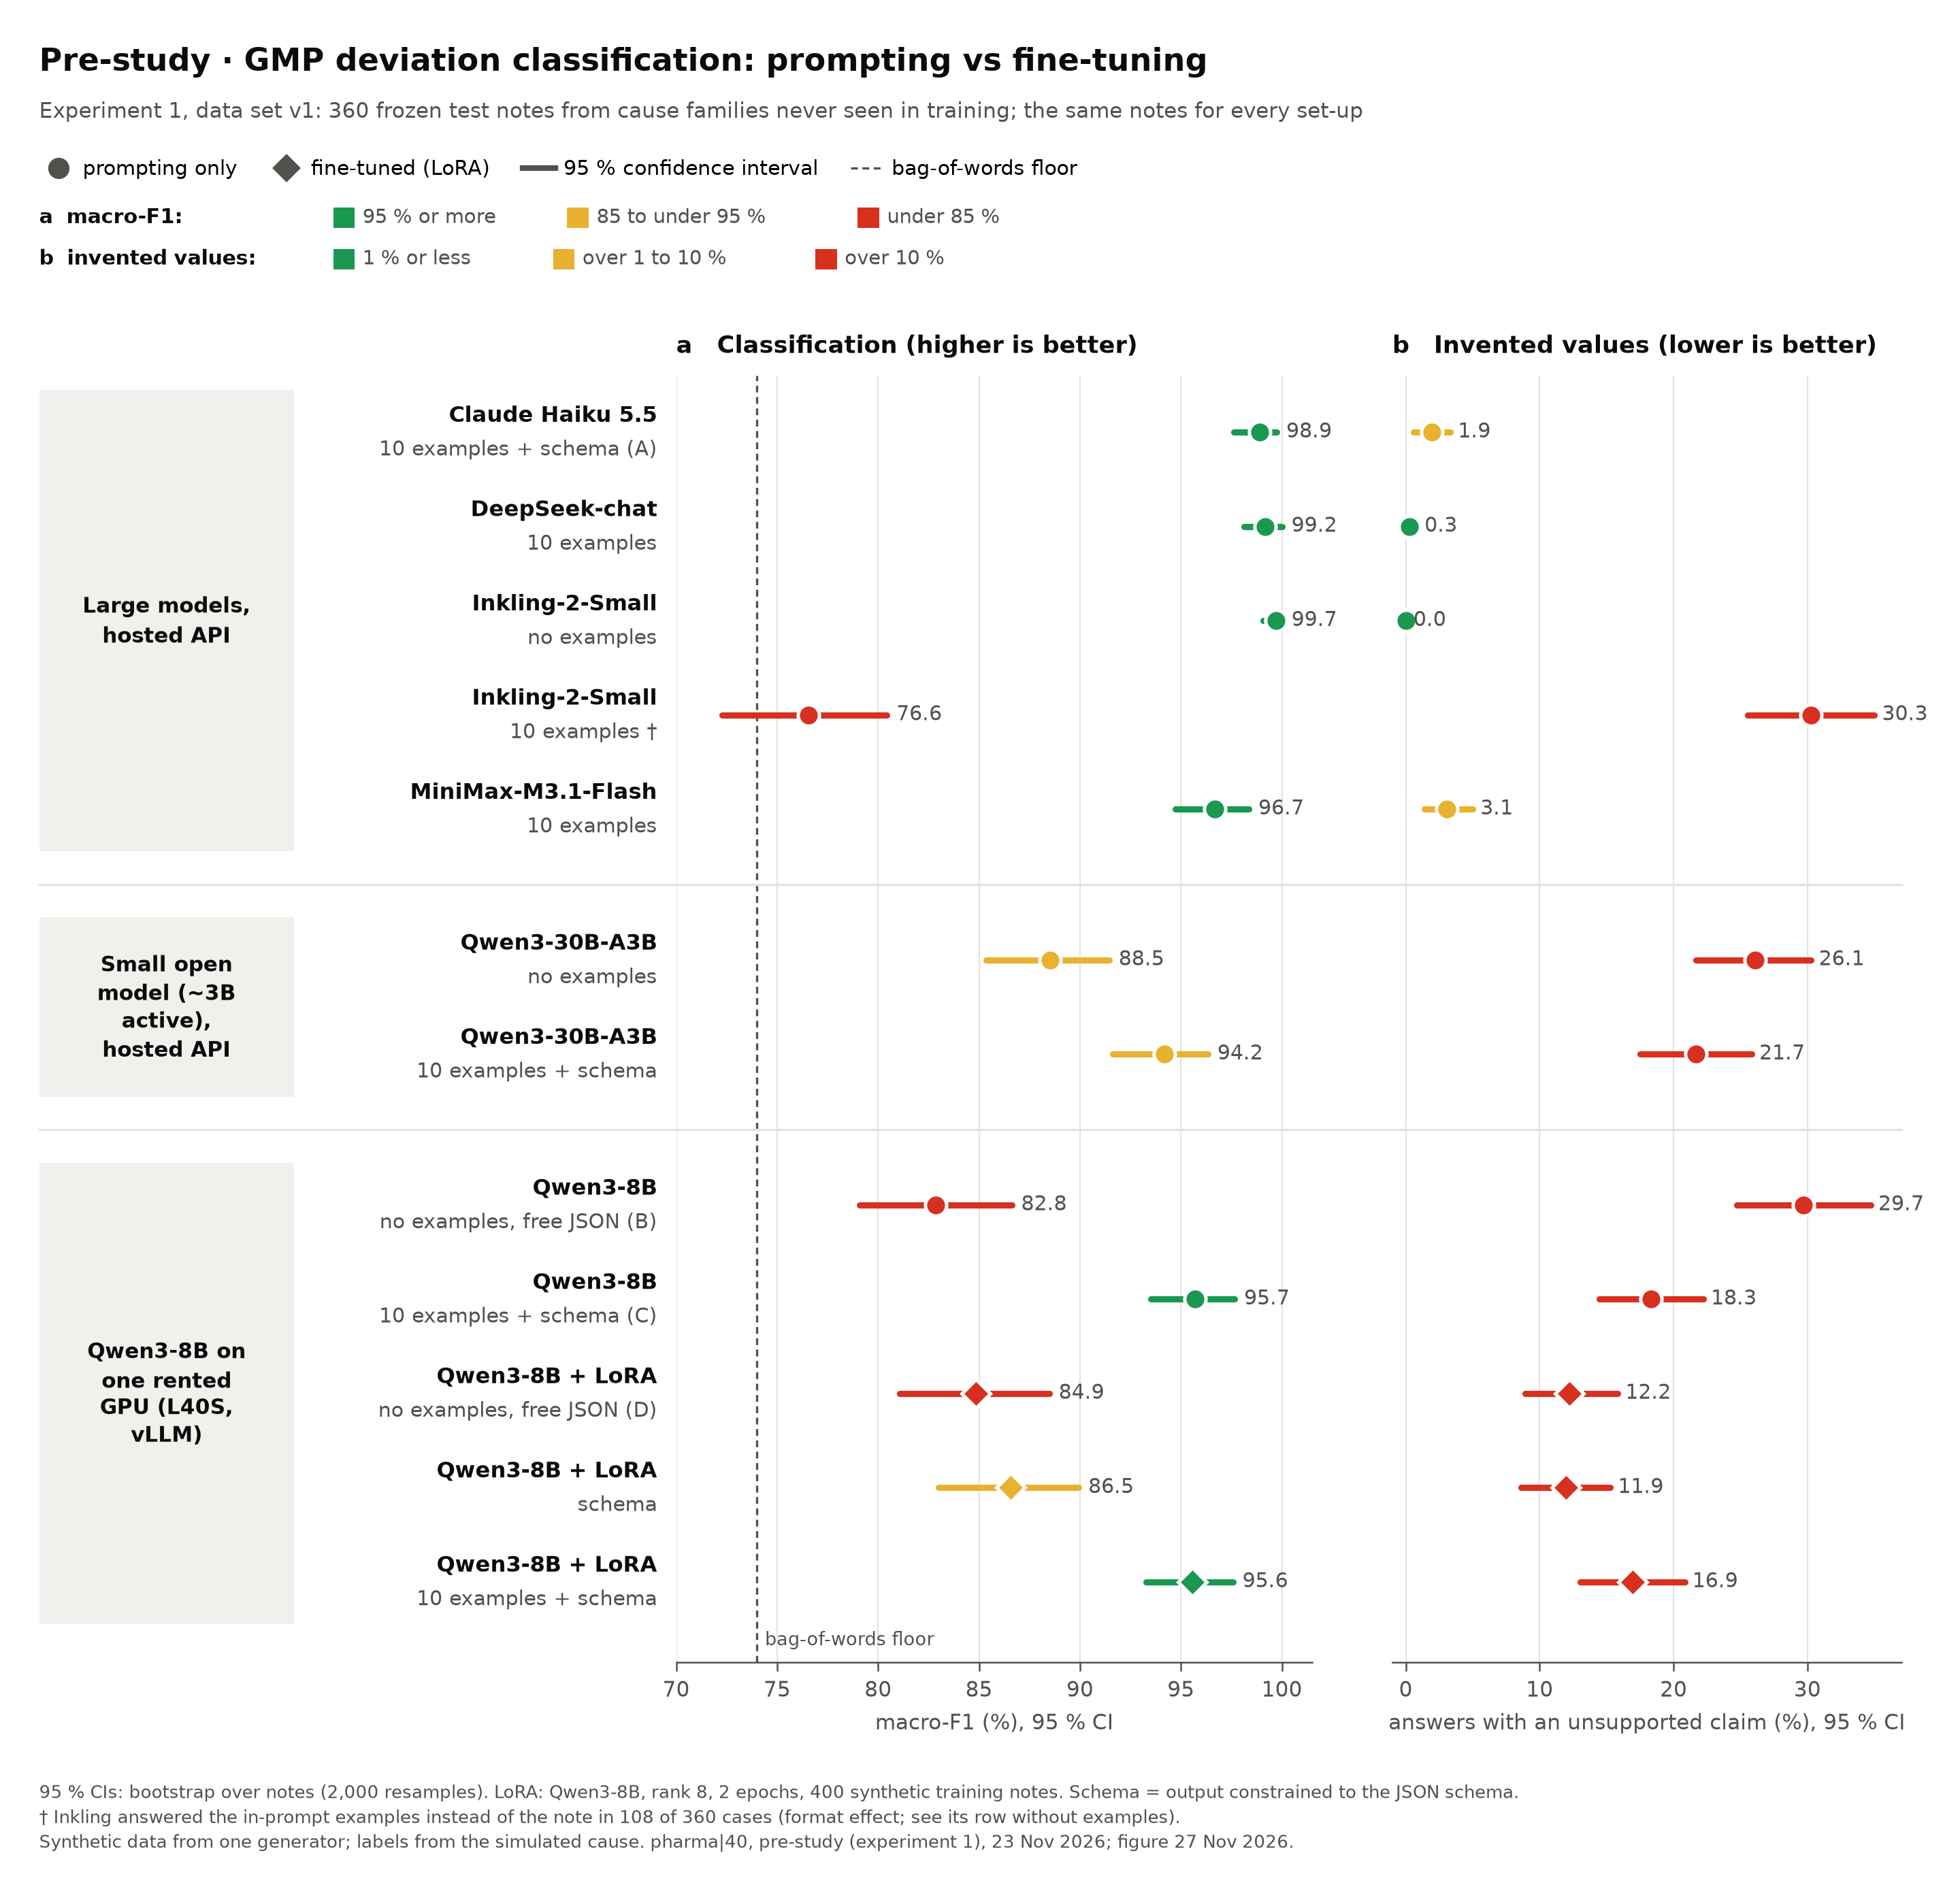 Pre-study · GMP deviation classification: prompting vs fine-tuning
Experiment 1, data set v1: 360 frozen test notes from cause families never seen in training; the same notes for every set-up
prompting only fine-tuned (LoRA) 95 % confidence interval bag-of-words floor
a macro-F1: 95 % or more 85 to under 95 % under 85 %
b invented values: 1 % or less over 1 to 10 % over 10 %
a Classification (higher is better) b Invented values (lower is better)
Large models,
hosted API
Claude Haiku 5.5
10 examples + schema (A)
98.9 1.9
DeepSeek-chat
10 examples
99.2 0.3
Inkling-2-Small
no examples
99.7 0.0
Inkling-2-Small
10 examples †
76.6 30.3
MiniMax-M3.1-Flash
10 examples
96.7 3.1
Small open
model (~3B
active),
hosted API
Qwen3-30B-A3B
no examples
88.5 26.1
Qwen3-30B-A3B
10 examples + schema
94.2 21.7
Qwen3-8B on
one rented
GPU (L40S,
vLLM)
Qwen3-8B
no examples, free JSON (B)
82.8 29.7
Qwen3-8B
10 examples + schema (C)
95.7 18.3
Qwen3-8B + LoRA
no examples, free JSON (D)
84.9 12.2
Qwen3-8B + LoRA
schema
86.5 11.9
Qwen3-8B + LoRA
10 examples + schema
95.6 16.9
bag-of-words floor
70 75 80 85 90 95 100 0 10 20 30
macro-F1 (%), 95 % CI answers with an unsupported claim (%), 95 % CI
95 % CIs: bootstrap over notes (2,000 resamples). LoRA: Qwen3-8B, rank 8, 2 epochs, 400 synthetic training notes. Schema = output constrained to the JSON schema.
† Inkling answered the in-prompt examples instead of the note in 108 of 360 cases (format effect; see its row without examples).
Synthetic data from one generator; labels from the simulated cause. pharma|40, pre-study (experiment 1), 23 Nov 2026; figure 27 Nov 2026.